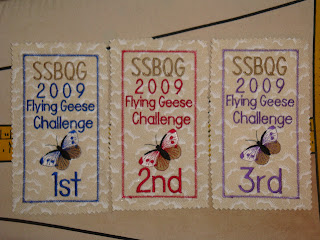 SSBQG
2009
Flying Geese
Challenge
1st
SSBQG
2009
Flying Geese
Challenge
2nd
SSBQG
2009
Flying Geese
Challenge
3rd